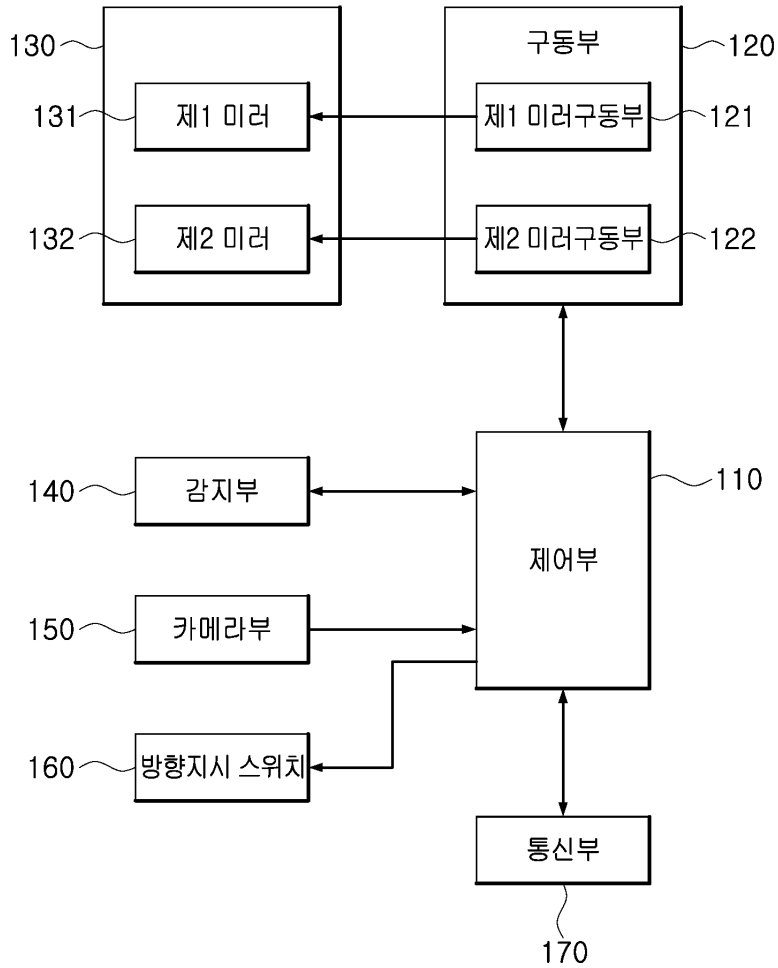 130
구동부
120
131
제1 미러
제1 미러구동부
121
132
제2 미러
제2 미러구동부
122
140
감지부
110
제어부
150
카메라부
160
방향지시 스위치
통신부
170